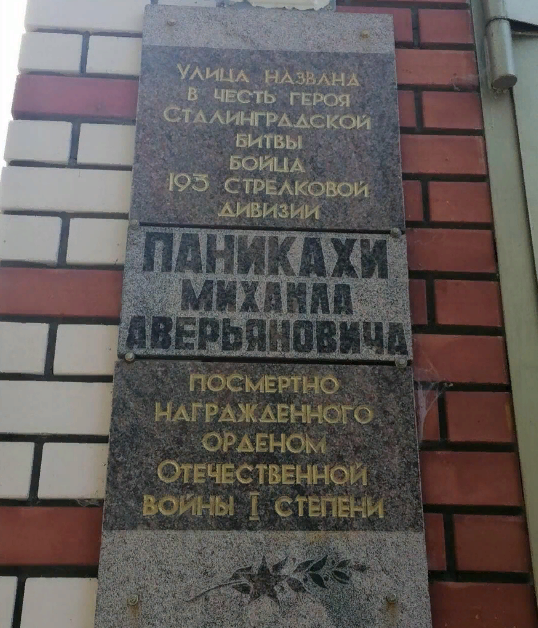 УЛИЦА НАЗВАНА
В ЧЕСТЬ ГЕРОЯ
СТАЛИНГРАДСКОЙ
БИТВЫ
БОЙЦА
193 СТРЕЛКОВОЙ
ДИВИЗИИ
ПАНИКАХИ
МИХАИЛА
АВЕРЬЯНОВИЧА
ПОСМЕРТНО
НАГРАЖДЕННОГО
ОРДЕНОМ
ОТЕЧЕСТВЕННОЙ
ВОЙНЫ I СТЕПЕНИ